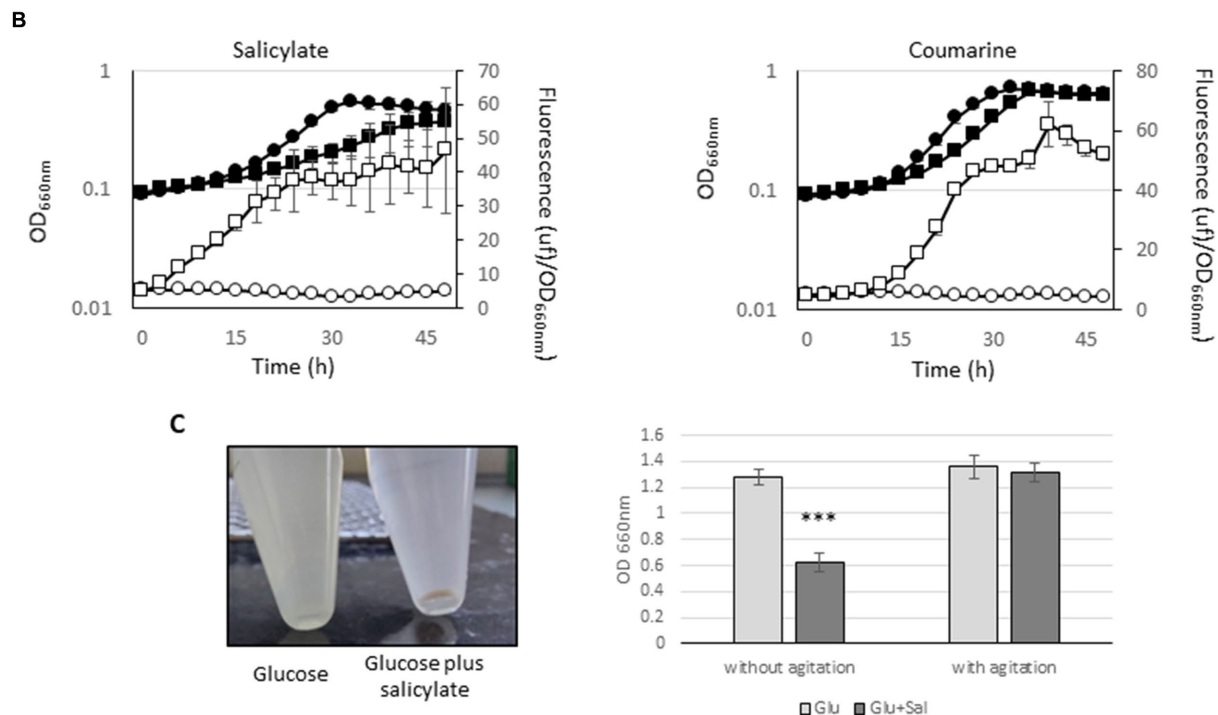 B
Salicylate
1
0.1
0.01
OD660nm
70
60
50
40
30
20
10
0
Fluorescence (uf)/OD660nm)
0 15 30 45
Time (h)
Coumarine
1
0.1
0.01
OD660nm
80
60
40
20
0
Fluorescence (uf)/OD660nm)
0 15 30 45
Time (h)
C
Glucose
Glucose plus
salicylate
1.6
1.4
1.2
1
0.8
0.6
0.4
0.2
0
OD 660nm
***
without agitation with agitation
Glu Glu+Sal